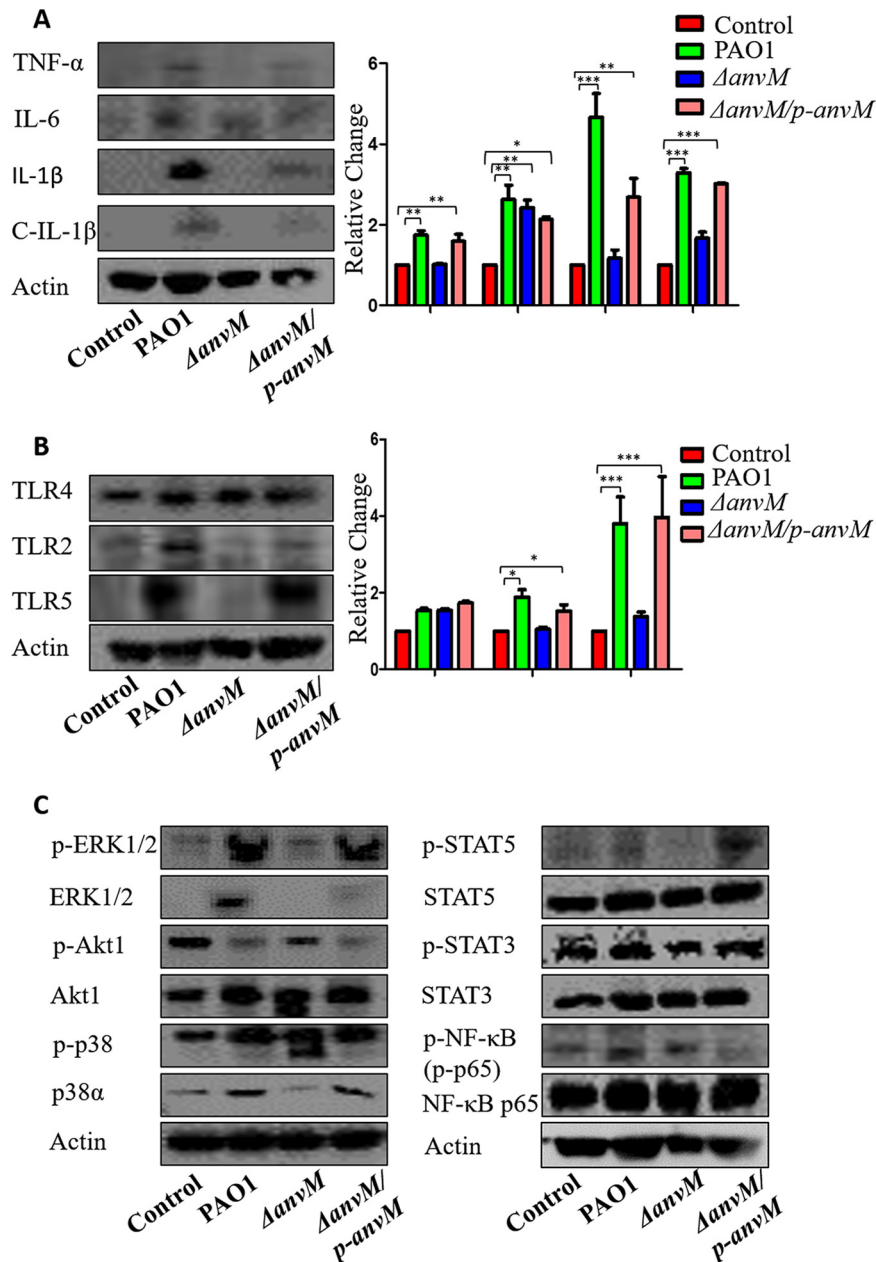 A
TNF-α
IL-6
IL-1β
C-IL-1β
Actin
Control
PAO1
ΔanvM
ΔanvM/
p-anvM
Relative Change
6
4
2
0
**
**
*
**
**
**
***
***
***
Control
PAO1
ΔanvM
ΔanvM/p-anvM
B
TLR4
TLR2
TLR5
Actin
Control
PAO1
ΔanvM
ΔanvM/
p-anvM
Relative Change
6
4
2
0
*
*
***
***
Control
PAO1
ΔanvM
ΔanvM/p-anvM
C
p-ERK1/2
ERK1/2
p-Akt1
Akt1
p-p38
p38α
Actin
Control
PAO1
ΔanvM
ΔanvM/
p-anvM
p-STAT5
STAT5
p-STAT3
STAT3
p-NF-κB
(p-p65)
NF-κB p65
Actin
Control
PAO1
ΔanvM
ΔanvM/
p-anvM